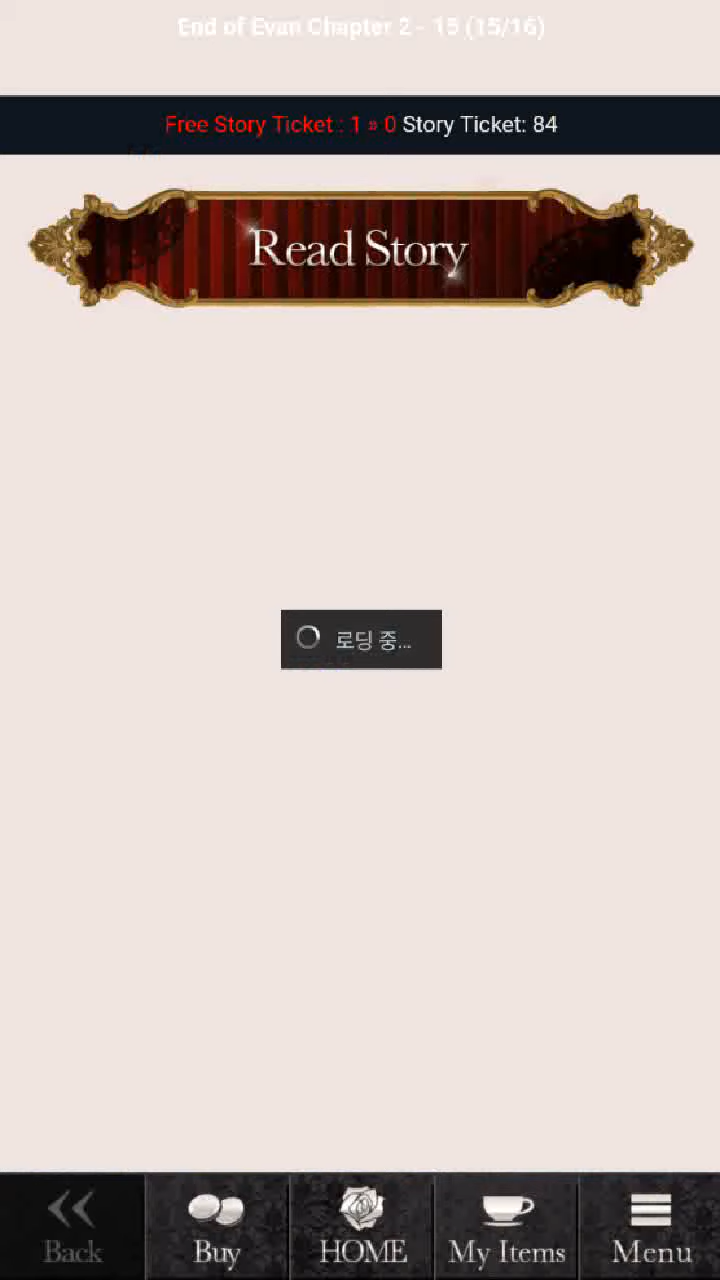 End of Evan Chapter 2 - 15 (15/16)
Free Story Ticket : 1 » 0 Story Ticket: 84
Read Story
로딩 중...
Back
Buy
HOME
My Items
Menu